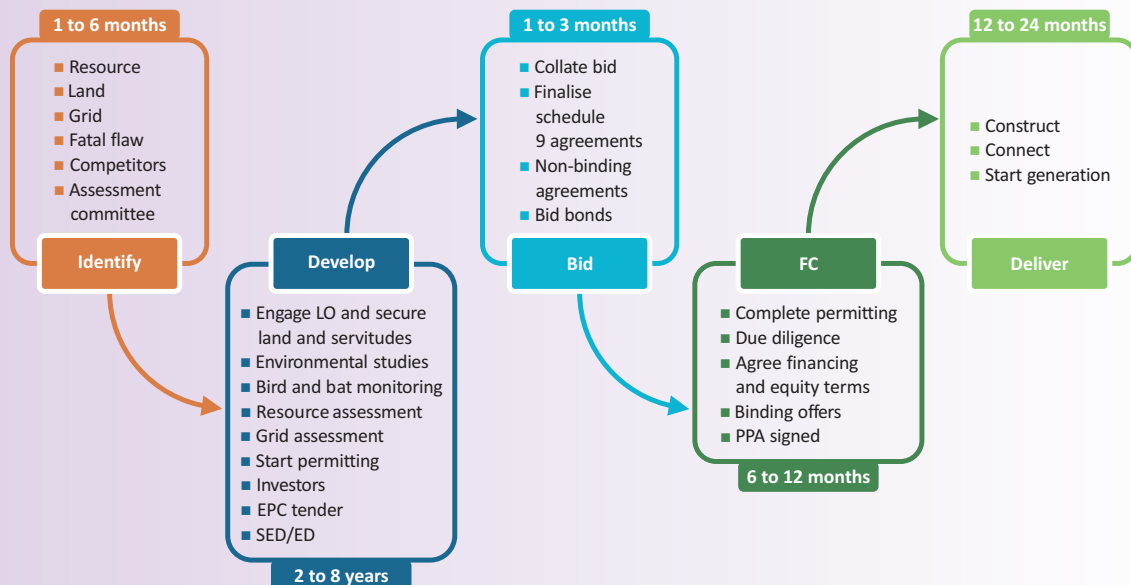 1 to 6 months
Resource
Land
Grid
Fatal flaw
Competitors
Assessment
committee
Identify
Develop
Engage LO and secure
land and servitudes
Environmental studies
Bird and bat monitoring
Resource assessment
Grid assessment
Start permitting
Investors
EPC tender
SED/ED
2 to 8 years
1 to 3 months
Collate bid
Finalise
schedule
9 agreements
Non-binding
agreements
Bid bonds
Bid
FC
Complete permitting
Due diligence
Agree financing
and equity terms
Binding offers
PPA signed
6 to 12 months
12 to 24 months
Construct
Connect
Start generation
Deliver